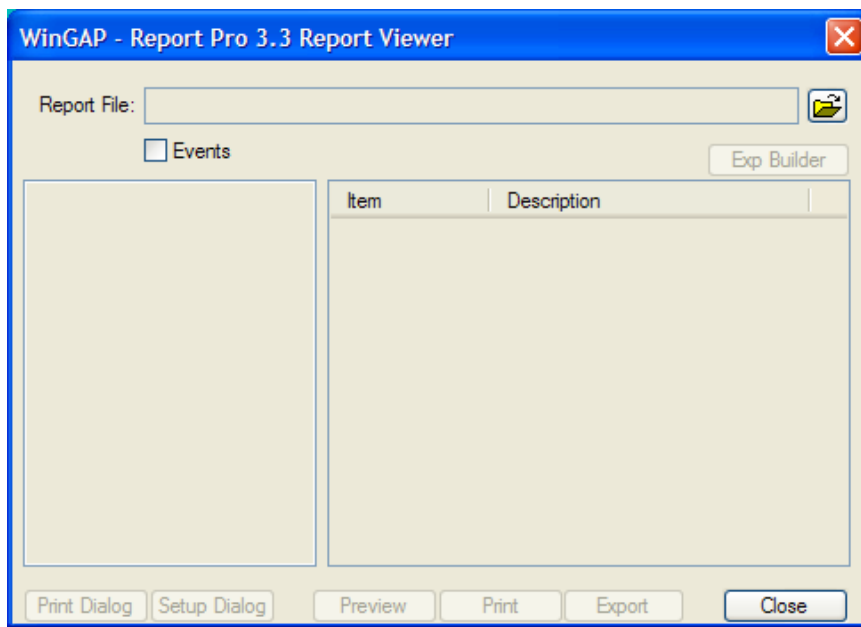 WinGAP - Report Pro 3.3 Report Viewer
Report File:
Events
Exp Builder
Item Description
Print Dialog Setup Dialog Preview Print Export Close